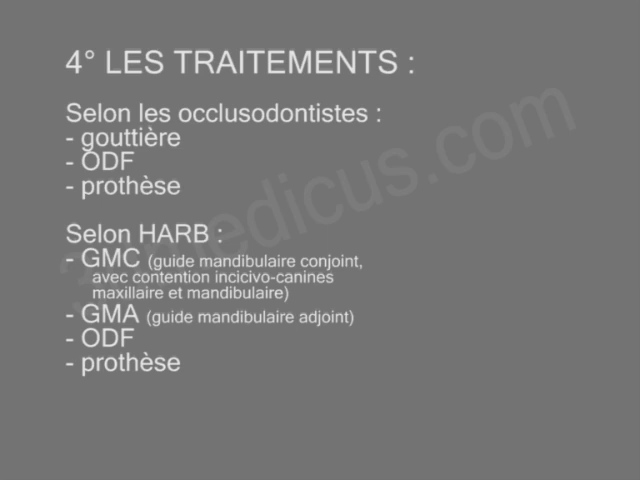 4° LES TRAITEMENTS :
Selon les occlusodontistes :
- gouttière
- ODF
- prothèse
Selon HARB :
- GMC (guide mandibulaire conjoint,
avec contention incicivo-canines
maxillaire et mandibulaire)
- GMA (guide mandibulaire adjoint)
- ODF
- prothèse